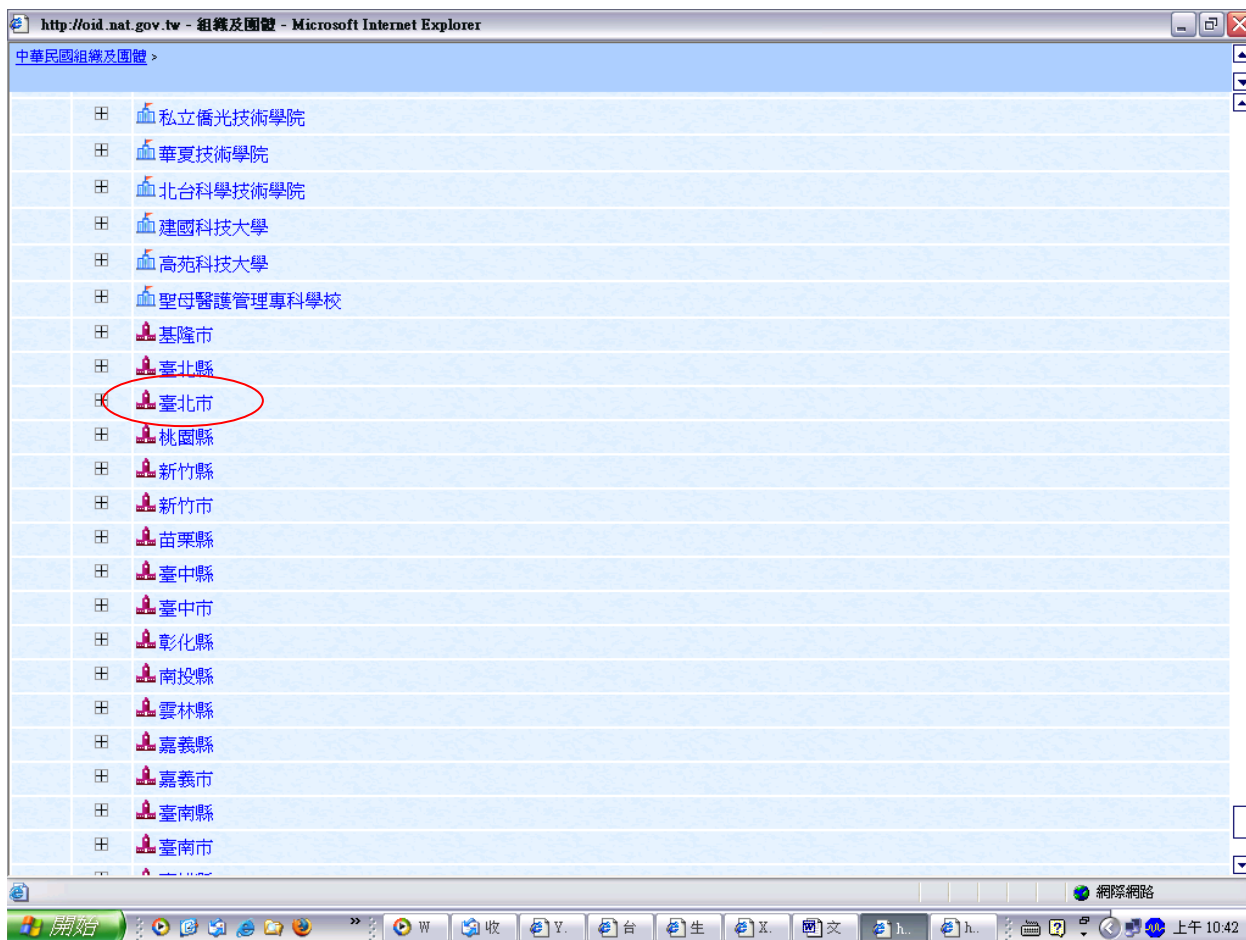 http://oid.nat.gov.tw - 組織及團體 - Microsoft Internet Explorer
中華民國組織及團體 >
私立僑光技術學院
華夏技術學院
北台科學技術學院
建國科技大學
高苑科技大學
聖母醫護管理專科學校
基隆市
臺北縣
臺北市
桃園縣
新竹縣
新竹市
苗栗縣
臺中縣
臺中市
彰化縣
南投縣
雲林縣
嘉義縣
嘉義市
臺南縣
臺南市
網際網路
開始 » W 收 Y. 台 生 X. 文 h.. h.. 上午 10:42